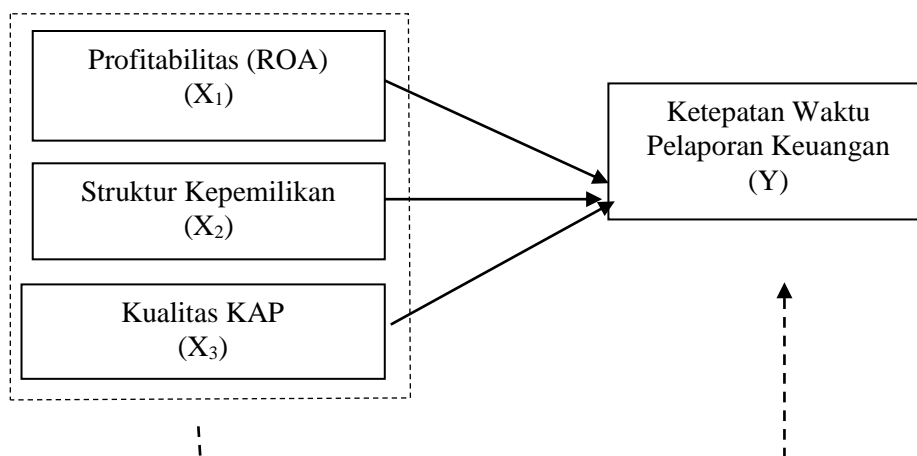 Profitabilitas (ROA)
(X₁)
Struktur Kepemilikan
(X₂)
Kualitas KAP
(X₃)
Ketepatan Waktu
Pelaporan Keuangan
(Y)